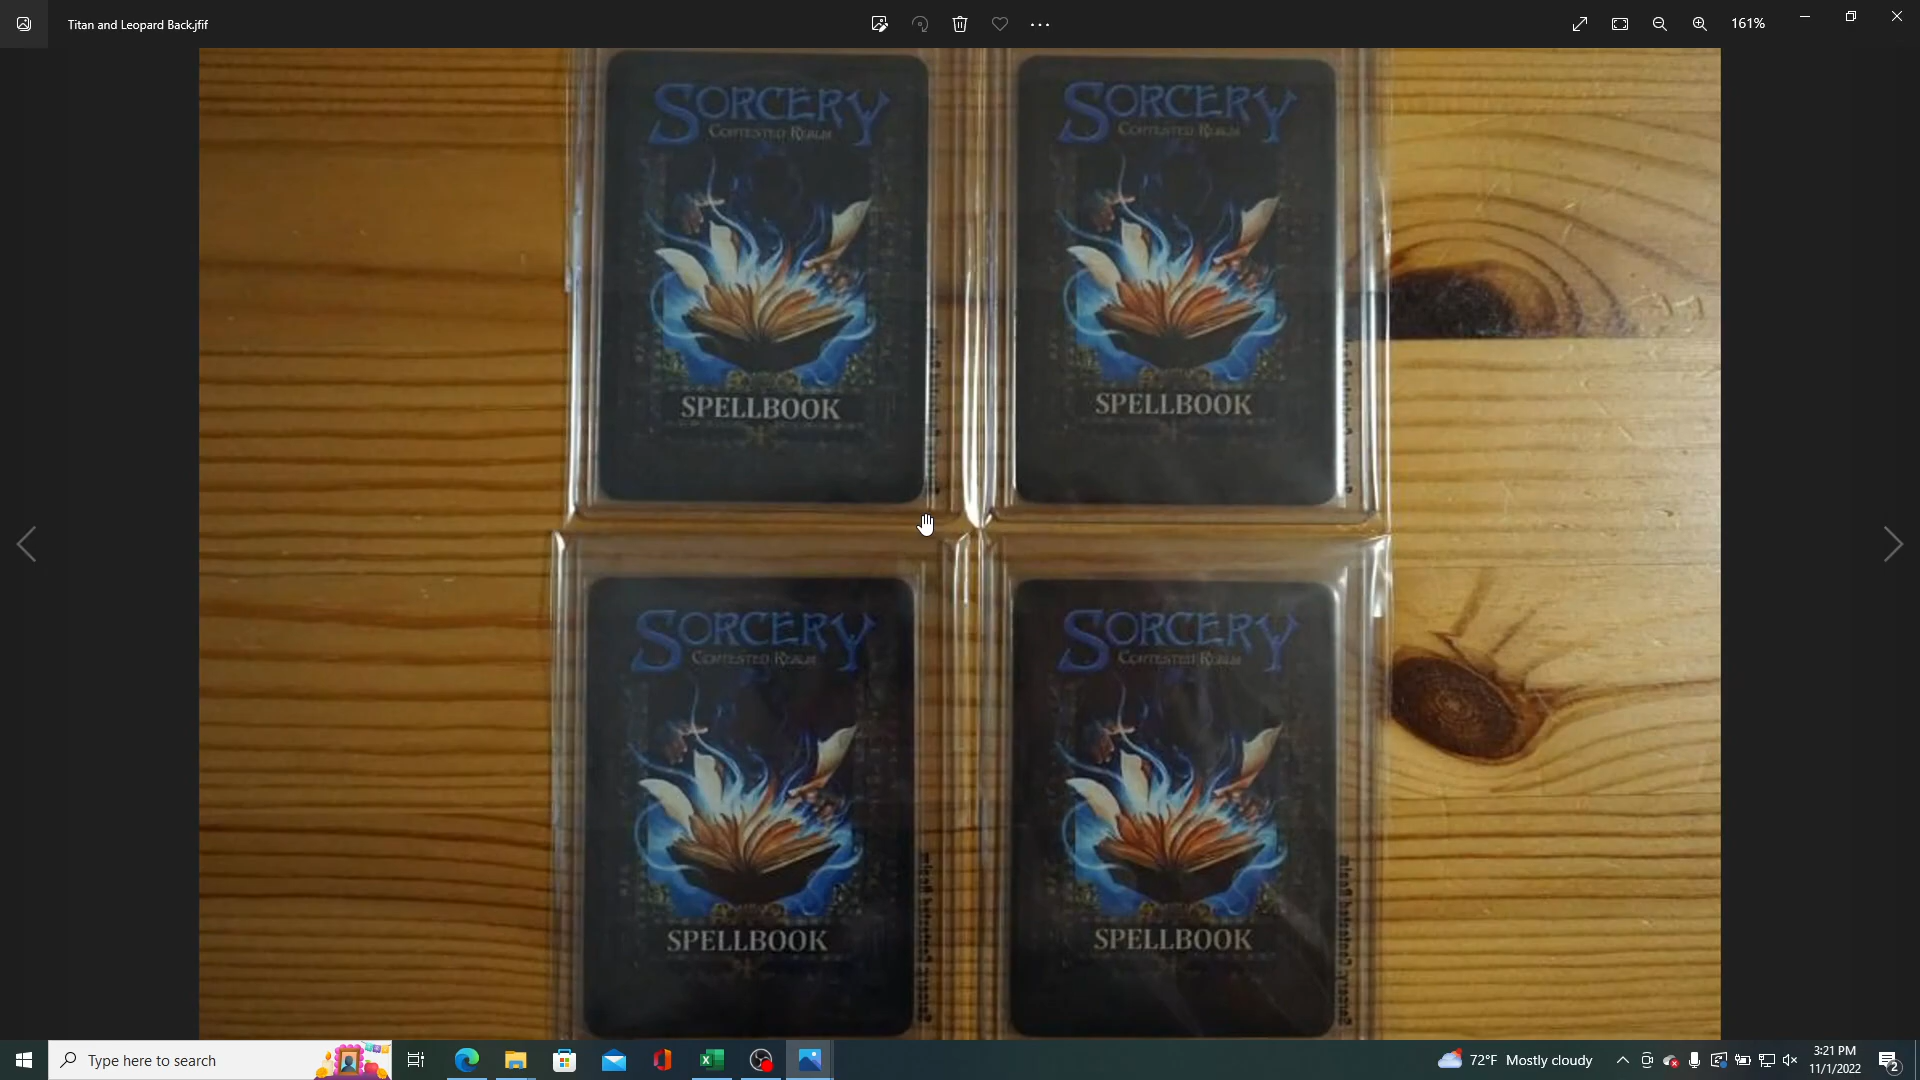 Titan and Leopard Back.jfif
161%
SORCERY
CONTESTED REALM
SPELLBOOK
SORCERY
CONTESTED REALM
SPELLBOOK
SORCERY
CONTESTED REALM
SPELLBOOK
SORCERY
CONTESTED REALM
SPELLBOOK
Type here to search
72°F Mostly cloudy
3:21 PM
11/1/2022
2